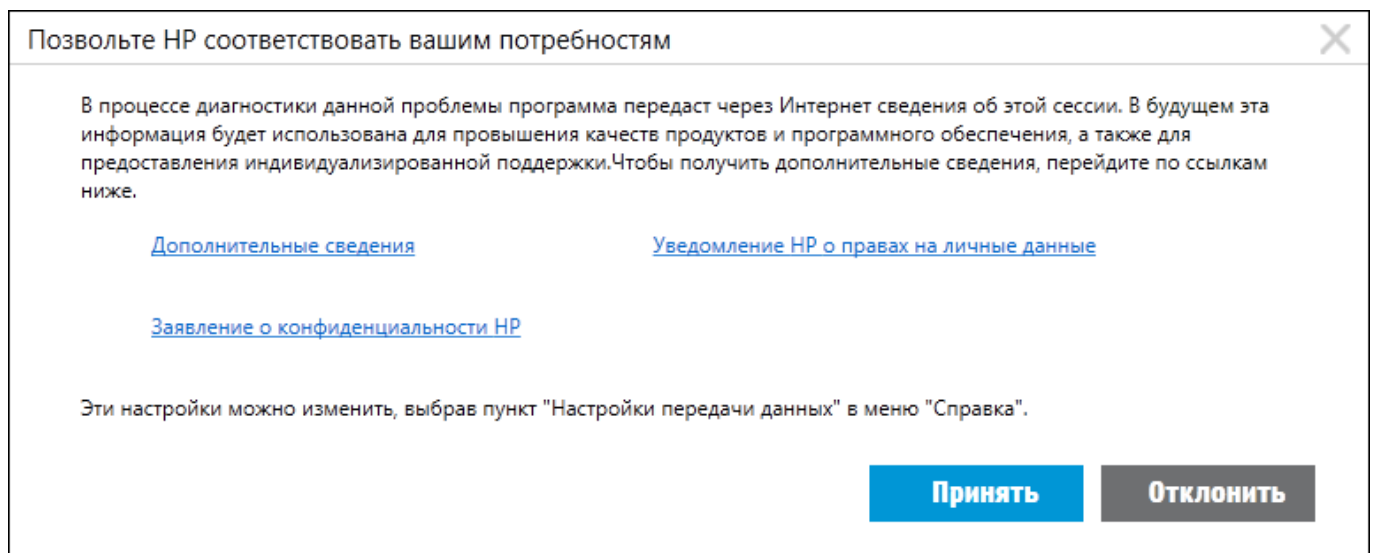 Позвольте HP соответствовать вашим потребностям
В процессе диагностики данной проблемы программа передаст через Интернет сведения об этой сессии. В будущем эта
информация будет использована для провышения качеств продуктов и программного обеспечения, а также для
предоставления индивидуализированной поддержки.Чтобы получить дополнительные сведения, перейдите по ссылкам
ниже.
Дополнительные сведения
Уведомление HP о правах на личные данные
Заявление о конфиденциальности HP
Эти настройки можно изменить, выбрав пункт "Настройки передачи данных" в меню "Справка".
Принять
Отклонить